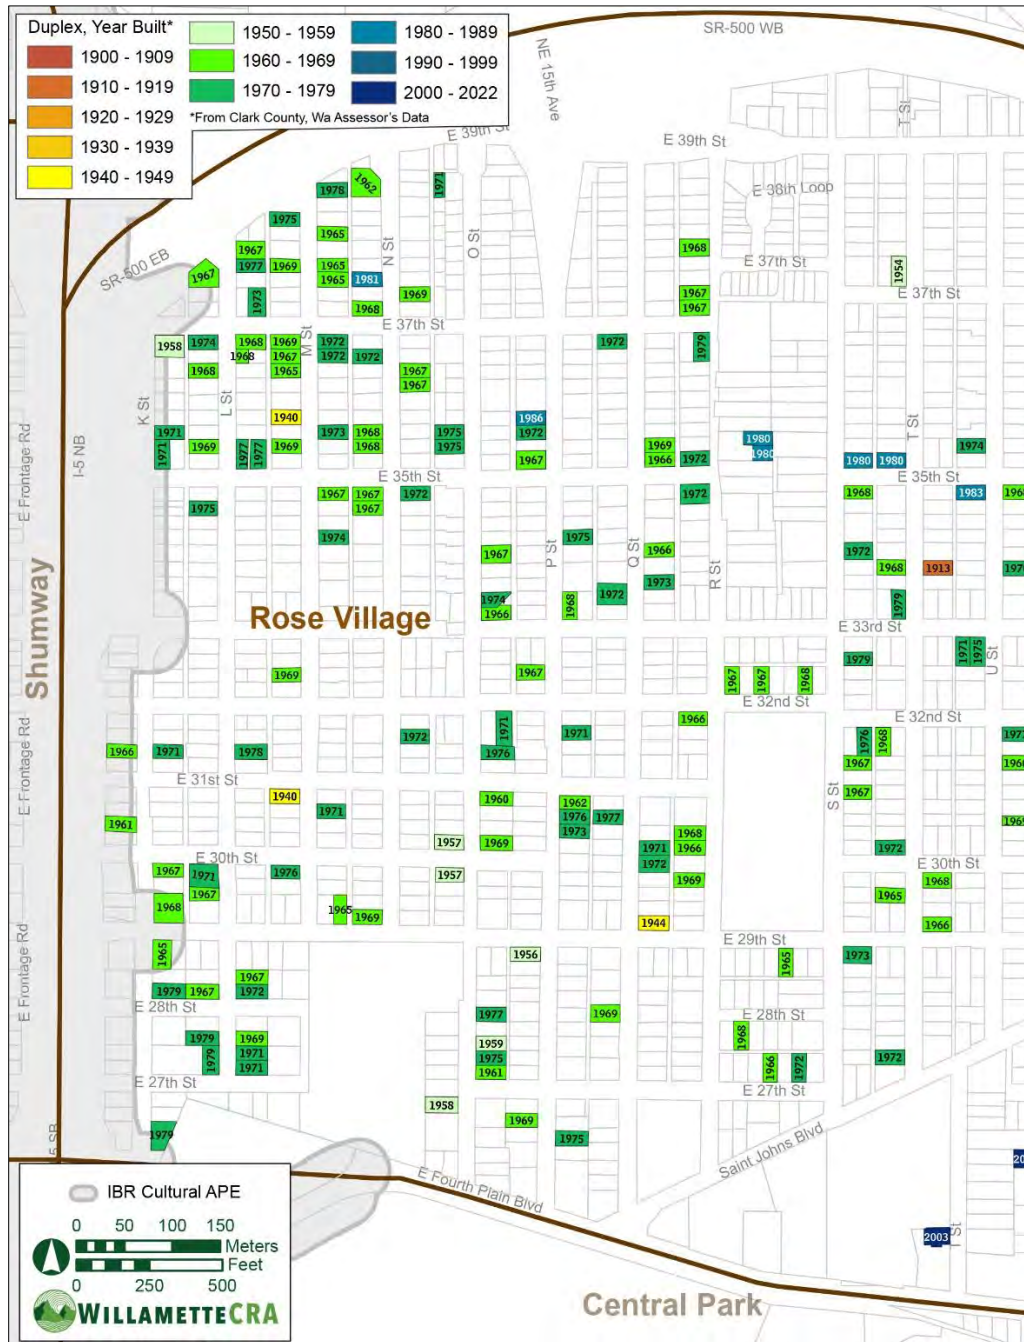 Duplex, Year Built*
1900 - 1909
1910 - 1919
1920 - 1929
1930 - 1939
1940 - 1949
1950 - 1959
1960 - 1969
1970 - 1979
1980 - 1989
1990 - 1999
2000 - 2022
*From Clark County, Wa Assessor's Data
SR-500 WB
NE 15th Ave
E 39th St
E 39th St
T St
1978 1962 1971
E 38th Loop
1975
1965
N St
O St
1967 1968
SR-500 EB
1977 1969 1965
E 37th St
1967 1965 1981 1954
1973 1969 1967
E 37th St
1968 1967
E 37th St
M St
1958 1974 1968 1969 1972 1972 1979
1968 1967 1972 1972
1968 1965 1967
1967
K St
L St
1940 1986
T St
1971 1973 1968 1975 1972 1980
1971 1969 1977 1977 1969 1968 1975 1969 1974
1967 1966 1972 1980 1980 1980
E Frontage Rd
I-5 NB
E 35th St
E 35th St
1967 1967 1972 1972 1968 1983
1975 1967
1974 1975
P St
Q St
R St
1967 1966 1972
1968 1913
1973
1974 1968 1972 1979
1966
Shumway
Rose Village
E 33rd St
1971 1975
U St
1979
1969 1967 1967 1967 1968
E 32nd St
1966
E 32nd St
1972 1971 1971 1976 1968
1966 1971 1978 1976 1967
E Frontage Rd
E 31st St
S St
1940 1960 1962 1967
1971 1976 1977
1961 1973 1968
1957 1969 1971 1966 1972
E 30th St
E 30th St
1967 1971 1976 1957 1972 1969 1968
1967 1965
1968 1965 1969 1944 1966
E Frontage Rd
E 29th St
1965 1956 1965 1973
1967
1979 1967 1972
E 28th St
1977 1969
E 28th St
1979 1969 1959 1968
1979 1971 1975 1966 1972 1972
1971 1961
E 27th St
E 27th St
1958
1969
1979 1975
Saint Johns Blvd
E Fourth Plain Blvd
2003
IBR Cultural APE
0 50 100 150
Meters
Feet
0 250 500
WILLAMETTECRA
Central Park